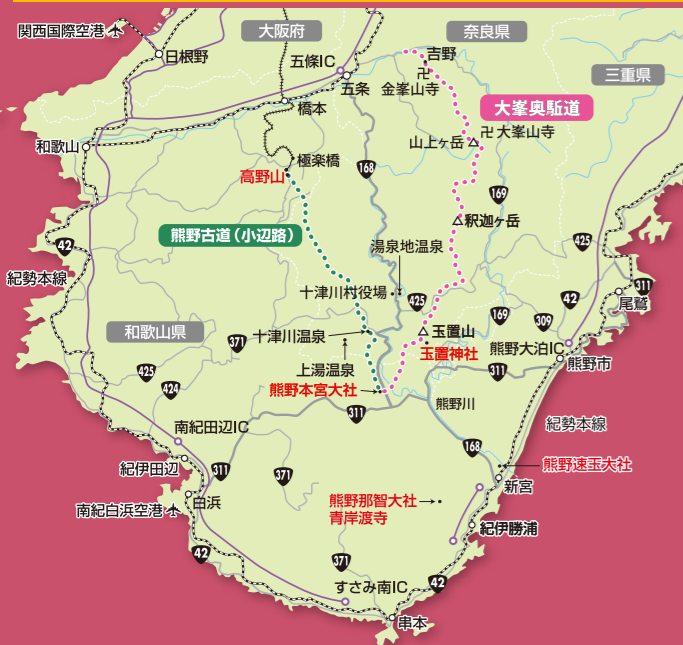 関西国際空港
大阪府
奈良県
日根野
五條IC
五条
吉野
卍
金峯山寺
三重県
橋本
大峯奥駈道
和歌山
極楽橋
山上ヶ岳
卍 大峯山寺
高野山
168
169
釈迦ヶ岳
熊野古道（小辺路）
42
湯泉地温泉
425
紀勢本線
311
尾鷲
十津川村役場
425
42
169
309
和歌山県
371
十津川温泉
玉置山
熊野大泊IC
玉置神社
上湯温泉
311
熊野市
425
424
熊野本宮大社
311
熊野川
紀勢本線
南紀田辺IC
168
紀伊田辺
311
371
熊野速玉大社
新宮
白浜
南紀白浜空港
熊野那智大社
青岸渡寺
紀伊勝浦
42
371
すさみ南IC
42
串本